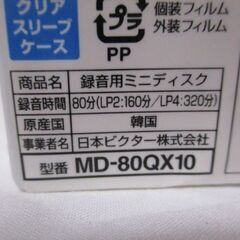 クリア
スリーブ
ケース
プラ
PP
個装フィルム
外装フィルム
商品名 録音用ミニディスク
録音時間 80分(LP2:160分/LP4:320分)
原産国 韓国
事業者名 日本ビクター株式会社
型番 MD-80QX10